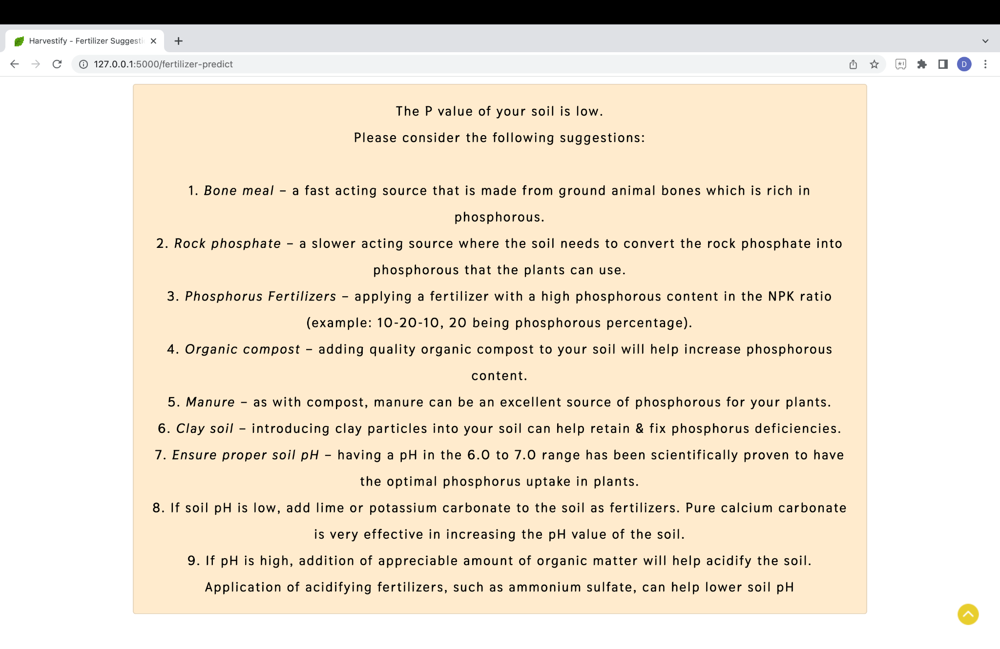 Harvestify - Fertilizer Suggesti
127.0.0.1:5000/fertilizer-predict
D
The P value of your soil is low.
Please consider the following suggestions:
1. Bone meal – a fast acting source that is made from ground animal bones which is rich in
phosphorous.
2. Rock phosphate – a slower acting source where the soil needs to convert the rock phosphate into
phosphorous that the plants can use.
3. Phosphorus Fertilizers – applying a fertilizer with a high phosphorous content in the NPK ratio
(example: 10-20-10, 20 being phosphorous percentage).
4. Organic compost – adding quality organic compost to your soil will help increase phosphorous
content.
5. Manure – as with compost, manure can be an excellent source of phosphorous for your plants.
6. Clay soil – introducing clay particles into your soil can help retain & fix phosphorus deficiencies.
7. Ensure proper soil pH – having a pH in the 6.0 to 7.0 range has been scientifically proven to have
the optimal phosphorus uptake in plants.
8. If soil pH is low, add lime or potassium carbonate to the soil as fertilizers. Pure calcium carbonate
is very effective in increasing the pH value of the soil.
9. If pH is high, addition of appreciable amount of organic matter will help acidify the soil.
Application of acidifying fertilizers, such as ammonium sulfate, can help lower soil pH